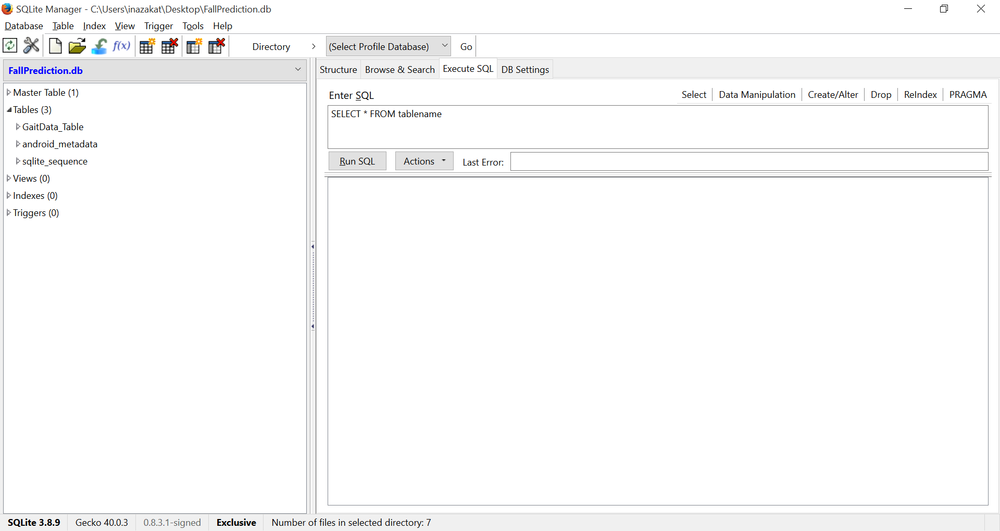 SQLite Manager - C:\Users\inazakat\Desktop\FallPrediction.db
Database Table Index View Trigger Tools Help
f(x) Directory > (Select Profile Database) Go
FallPrediction.db
Master Table (1)
Tables (3)
GaitData_Table
android_metadata
sqlite_sequence
Views (0)
Indexes (0)
Triggers (0)
Structure Browse & Search Execute SQL DB Settings
Enter SQL Select Data Manipulation Create/Alter Drop ReIndex PRAGMA
SELECT * FROM tablename
Run SQL Actions Last Error:
SQLite 3.8.9 Gecko 40.0.3 0.8.3.1-signed Exclusive Number of files in selected directory: 7